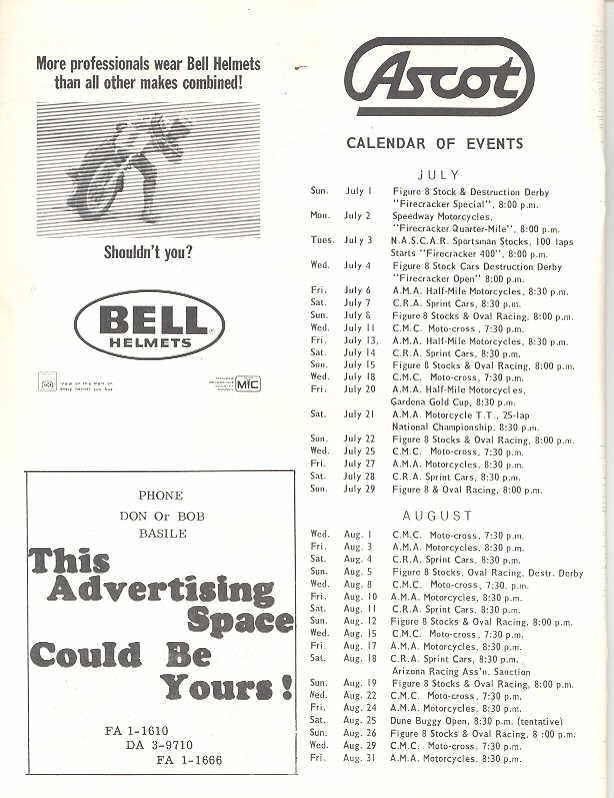 More professionals wear Bell Helmets
than all other makes combined!
Shouldn't you?
BELL
HELMETS
MIC
PHONE
DON Or BOB
BASILE
This
Advertising
Space
Could Be
Yours!
FA 1-1610
DA 3-9710
FA 1-1666
Ascot
CALENDAR OF EVENTS
JULY
Sun. July 1 Figure 8 Stock & Destruction Derby
"Firecracker Special", 8:00 p.m.
Mon. July 2 Speedway Motorcycles,
"Firecracker Quarter-Mile", 8:00 p.m.
Tues. July 3 N.A.S.C.A.R. Sportsman Stocks, 100 laps
Starts "Firecracker 400", 8:00 p.m.
Wed. July 4 Figure 8 Stock Cars Destruction Derby
"Firecracker Open" 8:00 p.m.
Fri. July 6 A.M.A. Half-Mile Motorcycles, 8:30 p.m.
Sat. July 7 C.R.A. Sprint Cars, 8:30 p.m.
Sun. July 8 Figure 8 Stocks & Oval Racing, 8:00 p.m.
Wed. July 11 C.M.C. Moto-cross, 7:30 p.m.
Fri. July 13, A.M.A. Half-Mile Motorcycles, 8:30 p.m.
Sat. July 14 C.R.A. Sprint Cars, 8:30 p.m.
Sun. July 15 Figure 8 Stocks & Oval Racing, 8:00 p.m.
Wed. July 18 C.M.C. Moto-cross, 7:30 p.m.
Fri. July 20 A.M.A. Half-Mile Motorcycles,
Gardena Gold Cup, 8:30 p.m.
Sat. July 21 A.M.A. Motorcycle T.T., 25-lap
National Championship, 8:30 p.m.
Sun. July 22 Figure 8 Stocks & Oval Racing, 8:00 p.m.
Wed. July 25 C.M.C. Moto-cross, 7:30 p.m.
Fri. July 27 A.M.A. Motorcycles, 8:30 p.m.
Sat. July 28 C.R.A. Sprint Cars, 8:30 p.m.
Sun. July 29 Figure 8 & Oval Racing, 8:00 p.m.
AUGUST
Wed. Aug. 1 C.M.C. Moto-cross, 7:30 p.m.
Fri. Aug. 3 A.M.A. Motorcycles, 8:30 p.m.
Sat. Aug. 4 C.R.A. Sprint Cars, 8:30 p.m.
Sun. Aug. 5 Figure 8 Stocks, Oval Racing, Destr. Derby
Wed. Aug. 8 C.M.C. Moto-cross, 7:30. p.m.
Fri. Aug. 10 A.M.A. Motorcycles, 8:30 p.m.
Sat. Aug. 11 C.R.A. Sprint Cars, 8:30 p.m.
Sun. Aug. 12 Figure 8 Stocks & Oval Racing, 8:00 p.m.
Wed. Aug. 15 C.M.C. Moto-cross, 7:30 p.m.
Fri. Aug. 17 A.M.A. Motorcycles, 8:30 p.m.
Sat. Aug. 18 C.R.A. Sprint Cars, 8:30 p.m.
Arizona Racing Ass'n. Sanction
Sun. Aug. 19 Figure 8 Stocks & Oval Racing, 8:00 p.m.
Wed. Aug. 22 C.M.C. Moto-cross, 7:30 p.m.
Fri. Aug. 24 A.M.A. Motorcycles, 8:30 p.m.
Sat. Aug. 25 Dune Buggy Open, 8:30 p.m. (tentative)
Sun. Aug. 26 Figure 8 Stocks & Oval Racing, 8:00 p.m.
Wed. Aug. 29 C.M.C. Moto-cross, 7:30 p.m.
Fri. Aug. 31 A.M.A. Motorcycles. 8:30 p.m.